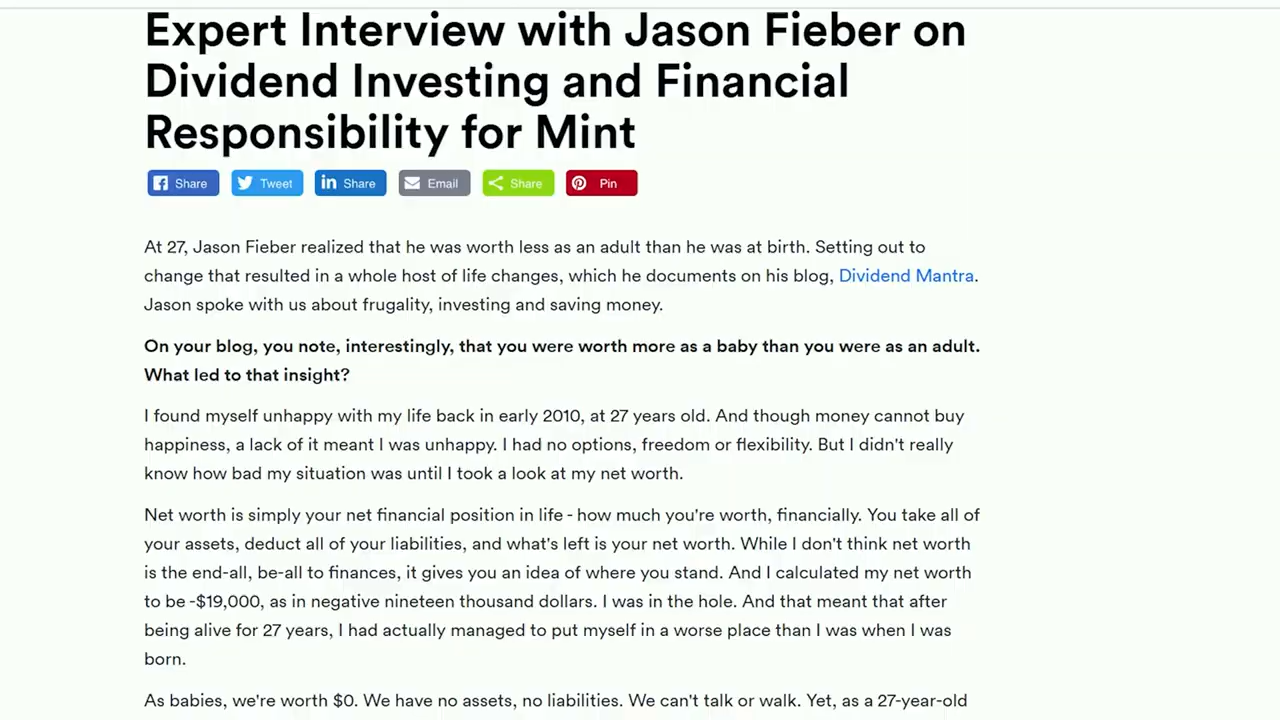 Expert Interview with Jason Fieber on
Dividend Investing and Financial
Responsibility for Mint
Share Tweet Share Email Share Pin
At 27, Jason Fieber realized that he was worth less as an adult than he was at birth. Setting out to
change that resulted in a whole host of life changes, which he documents on his blog, Dividend Mantra.
Jason spoke with us about frugality, investing and saving money.
On your blog, you note, interestingly, that you were worth more as a baby than you were as an adult.
What led to that insight?
I found myself unhappy with my life back in early 2010, at 27 years old. And though money cannot buy
happiness, a lack of it meant I was unhappy. I had no options, freedom or flexibility. But I didn't really
know how bad my situation was until I took a look at my net worth.
Net worth is simply your net financial position in life - how much you're worth, financially. You take all of
your assets, deduct all of your liabilities, and what's left is your net worth. While I don't think net worth
is the end-all, be-all to finances, it gives you an idea of where you stand. And I calculated my net worth
to be -$19,000, as in negative nineteen thousand dollars. I was in the hole. And that meant that after
being alive for 27 years, I had actually managed to put myself in a worse place than I was when I was
born.
As babies, we're worth $0. We have no assets, no liabilities. We can't talk or walk. Yet, as a 27-year-old